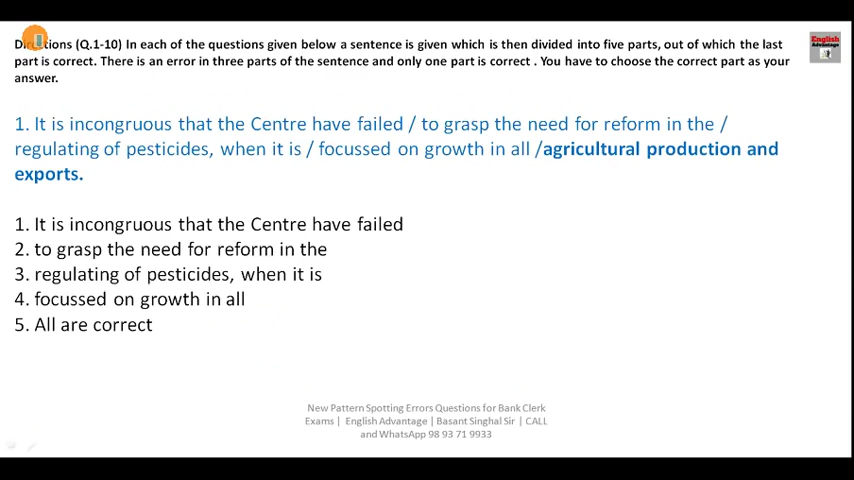 Directions (Q.1-10) In each of the questions given below a sentence is given which is then divided into five parts, out of which the last
part is correct. There is an error in three parts of the sentence and only one part is correct . You have to choose the correct part as your
answer.
English
Advantage
1. It is incongruous that the Centre have failed / to grasp the need for reform in the /
regulating of pesticides, when it is / focussed on growth in all /agricultural production and
exports.
1. It is incongruous that the Centre have failed
2. to grasp the need for reform in the
3. regulating of pesticides, when it is
4. focussed on growth in all
5. All are correct
New Pattern Spotting Errors Questions for Bank Clerk
Exams | English Advantage | Basant Singhal Sir | CALL
and WhatsApp 98 93 71 9933